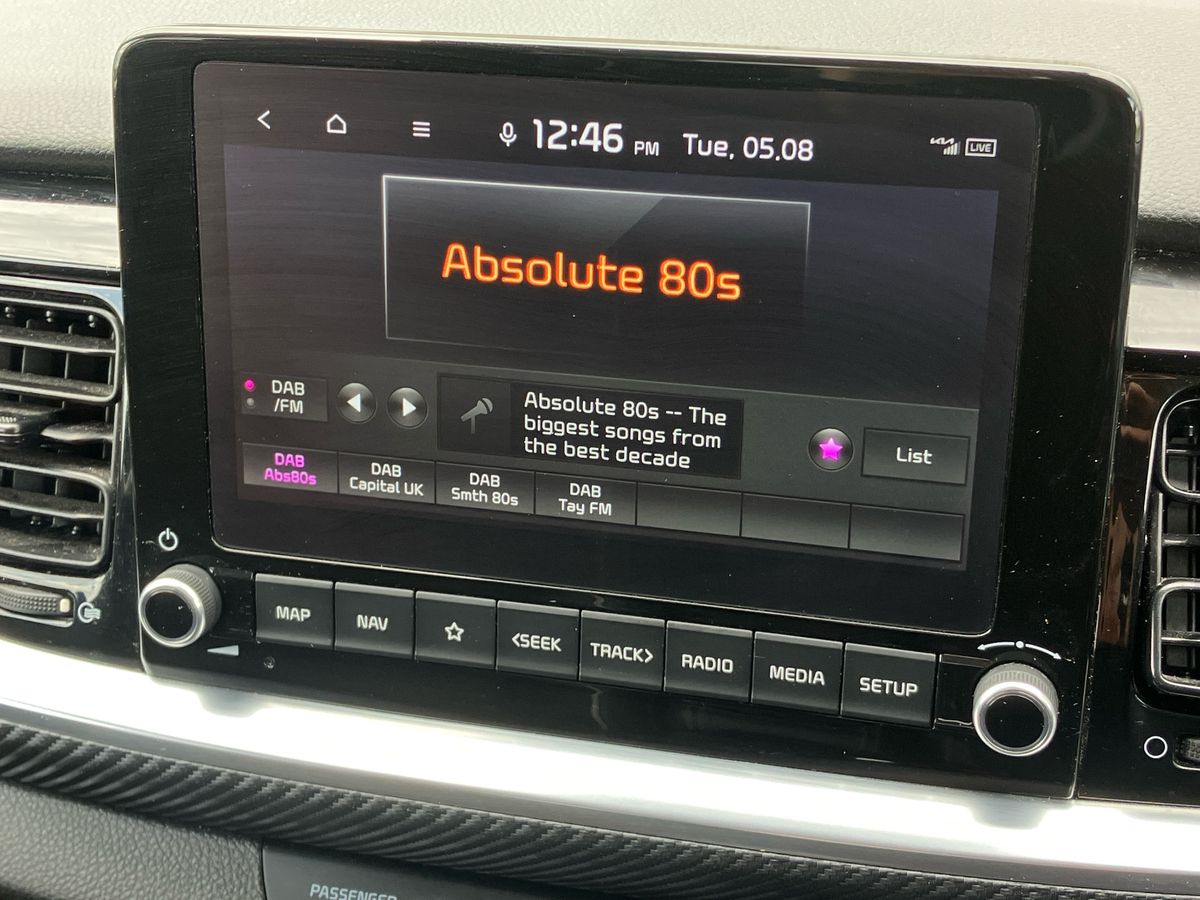 12:46 PM Tue, 05.08
KIA
LIVE
Absolute 80s
DAB
/FM
Absolute 80s -- The
biggest songs from
the best decade
List
DAB
Abs80s
DAB
Capital UK
DAB
Smth 80s
DAB
Tay FM
MAP
NAV
<SEEK
TRACK>
RADIO
MEDIA
SETUP
PASSENGER